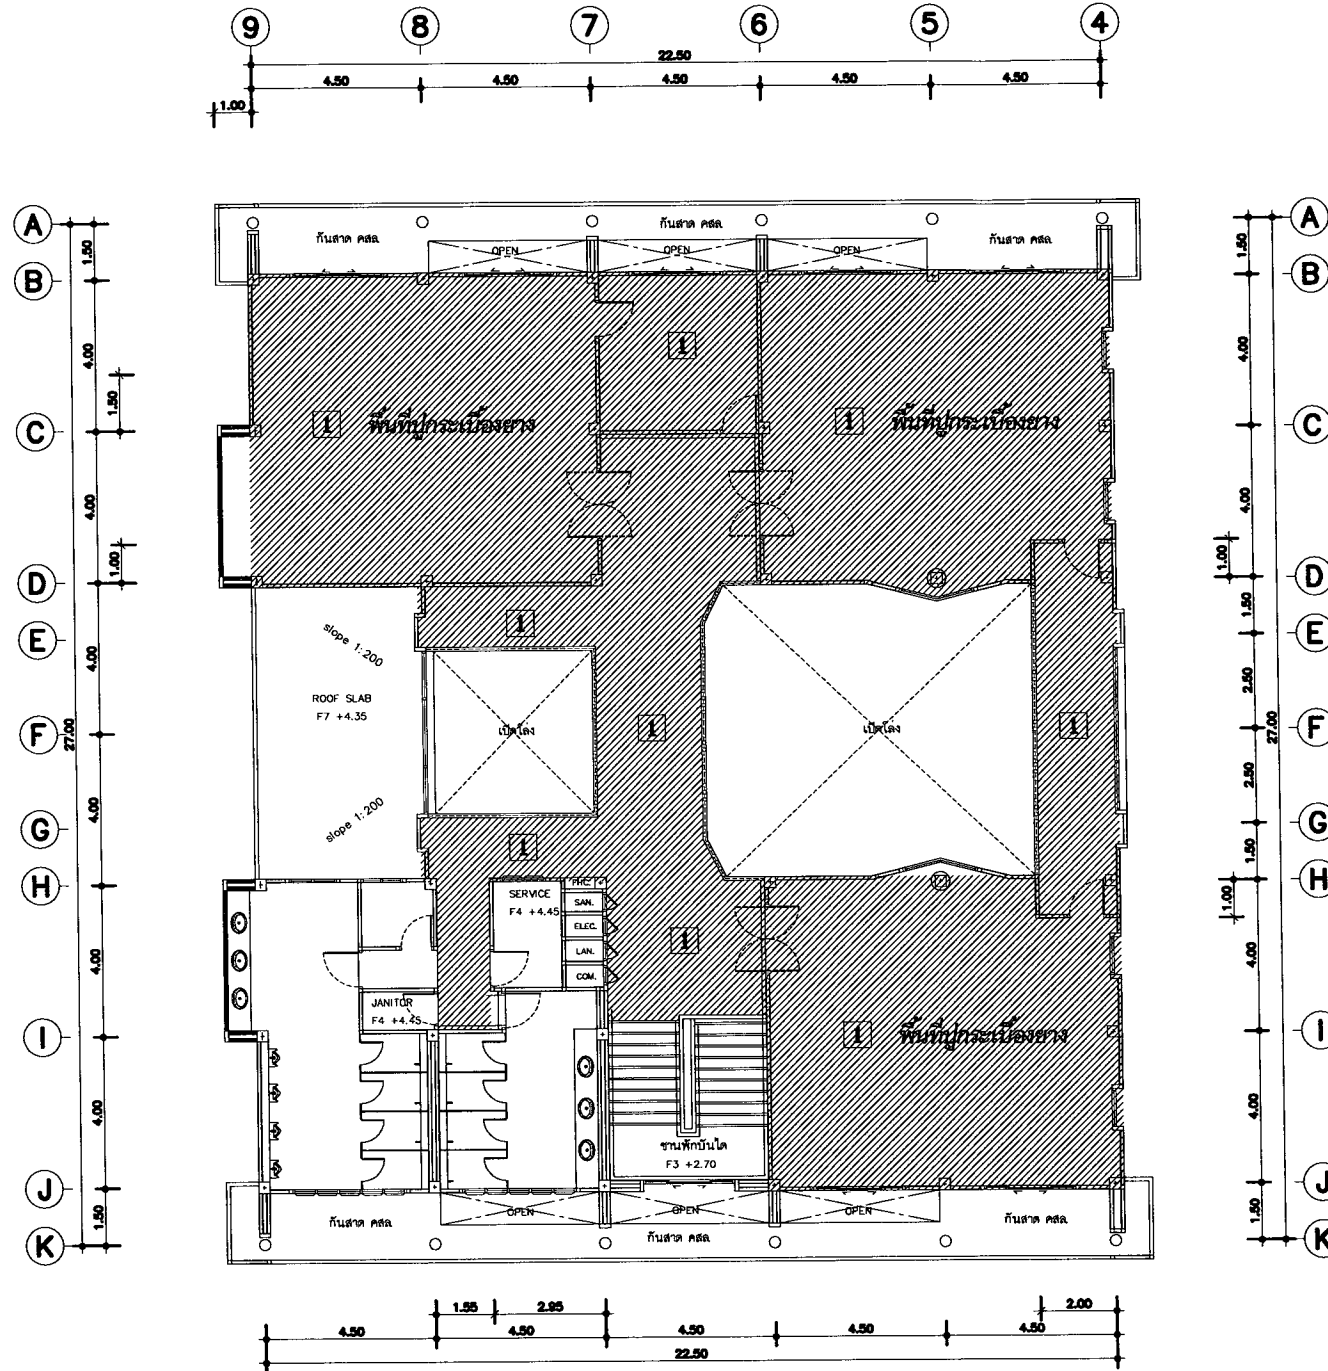 9 8 7 6 5 4
22.50
4.50 4.50 4.50 4.50 4.50
1.00
A A
กันสาด คสล.
กันสาด คสล. กันสาด คสล.
OPEN OPEN OPEN
1.50 1.50
B B
4.00 4.00
1
1.50
C C
1 พื้นที่ปูกระเบื้องยาง 1 พื้นที่ปูกระเบื้องยาง
4.00 4.00
1.00 1.00
D D
1.50
1
E E
slope 1:200
4.00 2.50
ROOF SLAB
F7 +4.35
27.00 27.00
F F
เปิดโล่ง 1 เปิดโล่ง 1
2.50
4.00
slope 1:200
G G
1
1.50
H H
FHC.
SERVICE SAN.
F4 +4.45
1.00
ELEC.
1
LAN.
4.00 4.00
COM.
JANITOR
F4 +4.45
I I
1 พื้นที่ปูกระเบื้องยาง
4.00 4.00
ชานพักบันได
F3 +2.70
J J
1.50 1.50
OPEN OPEN OPEN
กันสาด คสล. กันสาด คสล.
กันสาด คสล.
K K
1.55 2.95 2.00
4.50 4.50 4.50 4.50 4.50
22.50